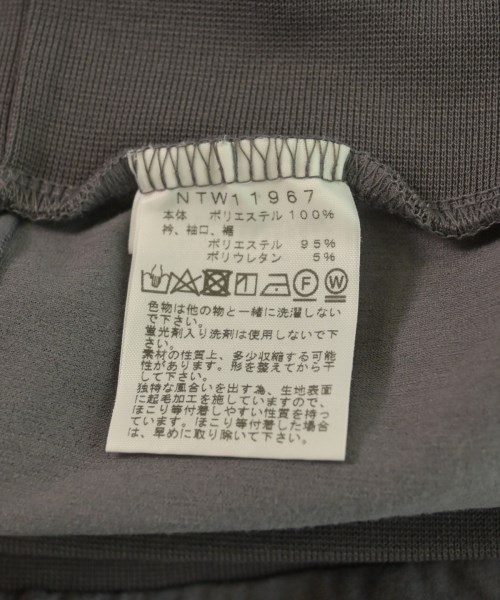 NTW11967
本体 ポリエステル 100%
衿、袖口、裾
ポリエステル 95%
ポリウレタン 5%
F W
色物は他の物と一緒に洗濯しない
で下さい。
蛍光剤入り洗剤は使用しないで下
さい。
素材の性質上、多少収縮する可能
性があります。形を整えてから干
して下さい。
独特な風合いを出す為、生地表面
に起毛加工を施していますので、
ほこり等付着しやすい性質を持っ
ています。ほこり等付着した場合
は、早めに取り除いて下さい。